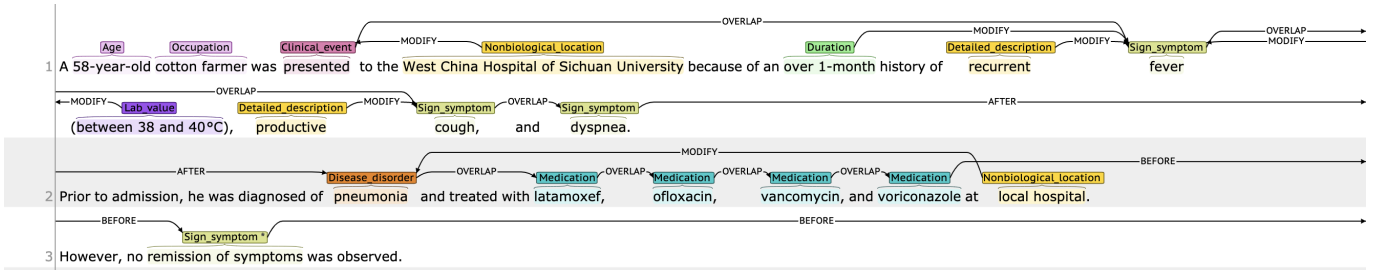 OVERLAP
MODIFY OVERLAP
Age Occupation Clinical_event MODIFY Nonbiological_location Duration Detailed_description MODIFY Sign_symptom MODIFY
1 A 58-year-old cotton farmer was presented to the West China Hospital of Sichuan University because of an over 1-month history of recurrent fever
OVERLAP
MODIFY Lab_value Detailed_description MODIFY Sign_symptom OVERLAP Sign_symptom AFTER
(between 38 and 40°C), productive cough, and dyspnea.
MODIFY
BEFORE
AFTER Disease_disorder OVERLAP Medication OVERLAP Medication OVERLAP Medication OVERLAP Medication Nonbiological_location
2 Prior to admission, he was diagnosed of pneumonia and treated with latamoxef, ofloxacin, vancomycin, and voriconazole at local hospital.
BEFORE BEFORE
Sign_symptom *
3 However, no remission of symptoms was observed.